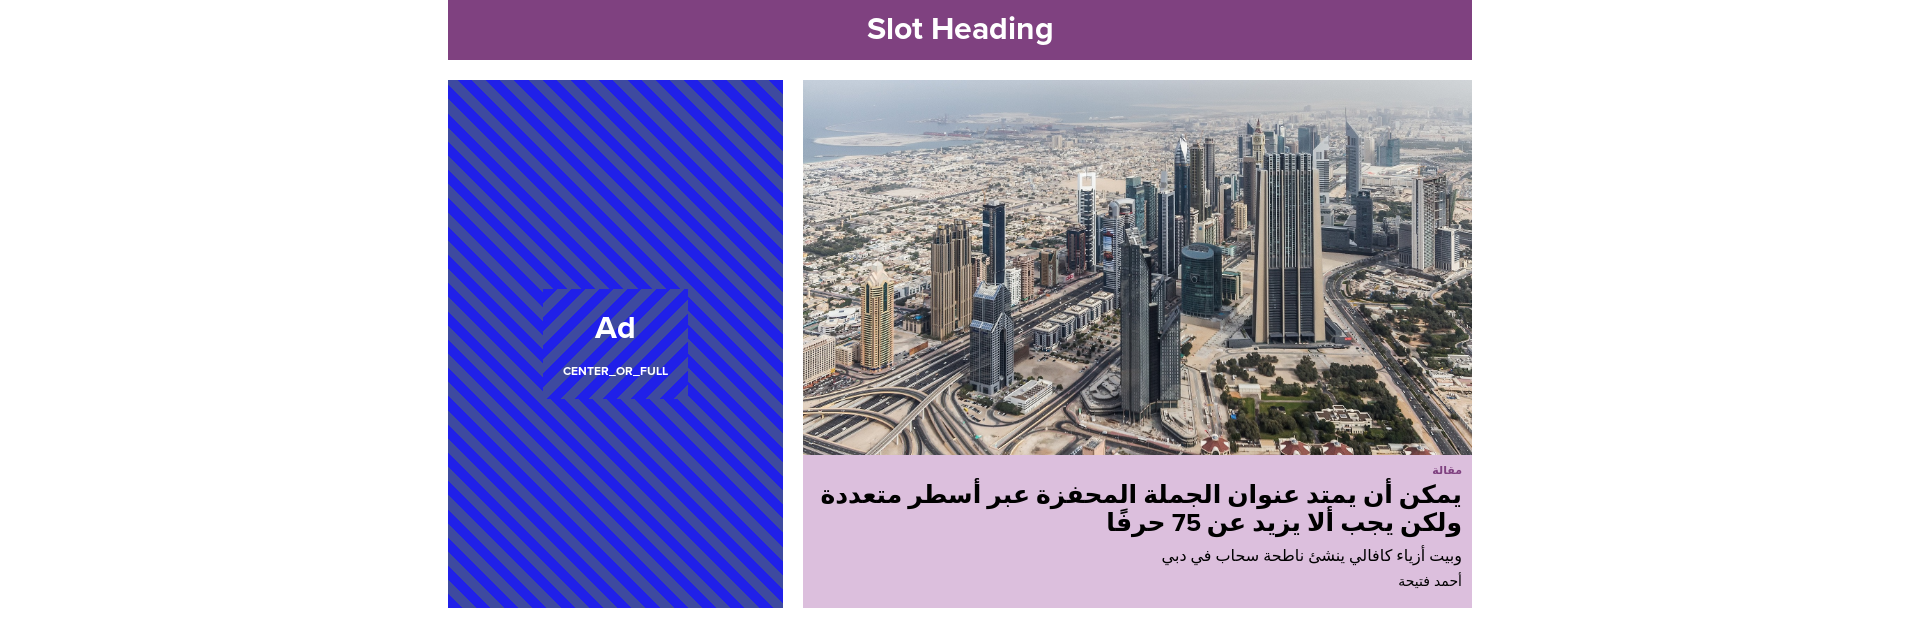 Slot Heading
Ad
CENTER_OR_FULL
مقالة
يمكن أن يمتد عنوان الجملة المحفزة عبر أسطر متعددة
ولكن يجب ألا يزيد عن 75 حرفًا
وبيت أزياء كافالي ينشئ ناطحة سحاب في دبي
أحمد فتيحة